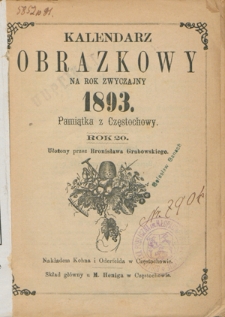 KALENDARZ
OBRAZKOWY
NA ROK ZWYCZAJNY
1893.
Pamiątka z Częstochowy.
ROK 20.
Ułożony przez Bronisława Grabowskiego.
Nakładem Kohna i Oderfelda w Częstochowie.
Skład główny u M. Heniga w Częstochowie.